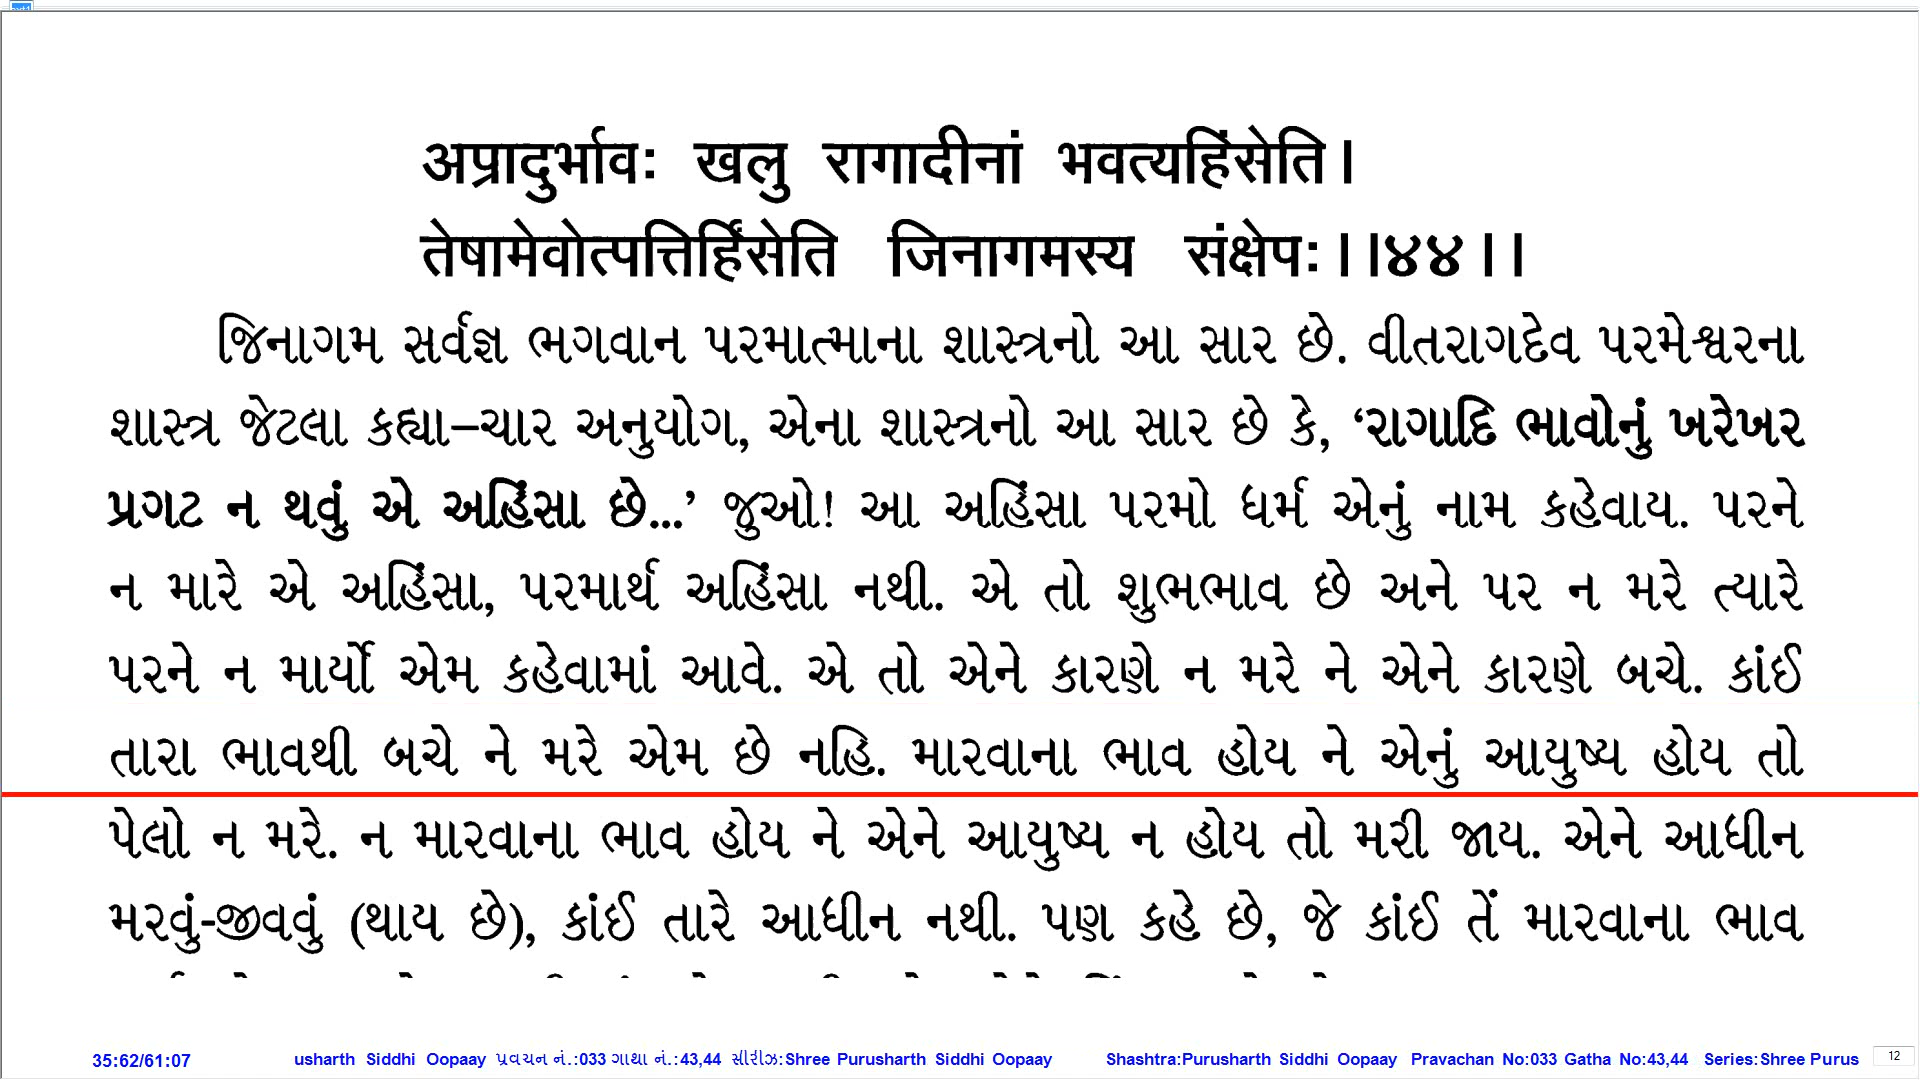 अप्रादुर्भावः खलु रागादीनां भवत्यहिंसेति।
तेषामेवोत्पत्तिर्हिंसेति जिनागमस्य संक्षेपः।।४४।।
જિનાગમ સર્વજ્ઞ ભગવાન પરમાત્માના શાસ્ત્રનો આ સાર છે. વીતરાગદેવ પરમેશ્વરના
શાસ્ત્ર જેટલા કહ્યા–ચાર અનુયોગ, એના શાસ્ત્રનો આ સાર છે કે, ‘રાગાદિ ભાવોનું ખરેખર
પ્રગટ ન થવું એ અહિંસા છે...’ જુઓ! આ અહિંસા પરમો ધર્મ એનું નામ કહેવાય. પરને
ન મારે એ અહિંસા, પરમાર્થ અહિંસા નથી. એ તો શુભભાવ છે અને પર ન મરે ત્યારે
પરને ન માર્યો એમ કહેવામાં આવે. એ તો એને કારણે ન મરે ને એને કારણે બચે. કાંઈ
તારા ભાવથી બચે ને મરે એમ છે નહિ. મારવાના ભાવ હોય ને એનું આયુષ્ય હોય તો
પેલો ન મરે. ન મારવાના ભાવ હોય ને એને આયુષ્ય ન હોય તો મરી જાય. એને આધીન
મરવું-જીવવું (થાય છે), કાંઈ તારે આધીન નથી. પણ કહે છે, જે કાંઈ તેં મારવાના ભાવ
35:62/61:07 usharth Siddhi Oopaay પ્રવચન નં.:033 ગાથા નં.:43,44 સીરીઝ:Shree Purusharth Siddhi Oopaay Shashtra:Purusharth Siddhi Oopaay Pravachan No:033 Gatha No:43,44 Series:Shree Purus 12